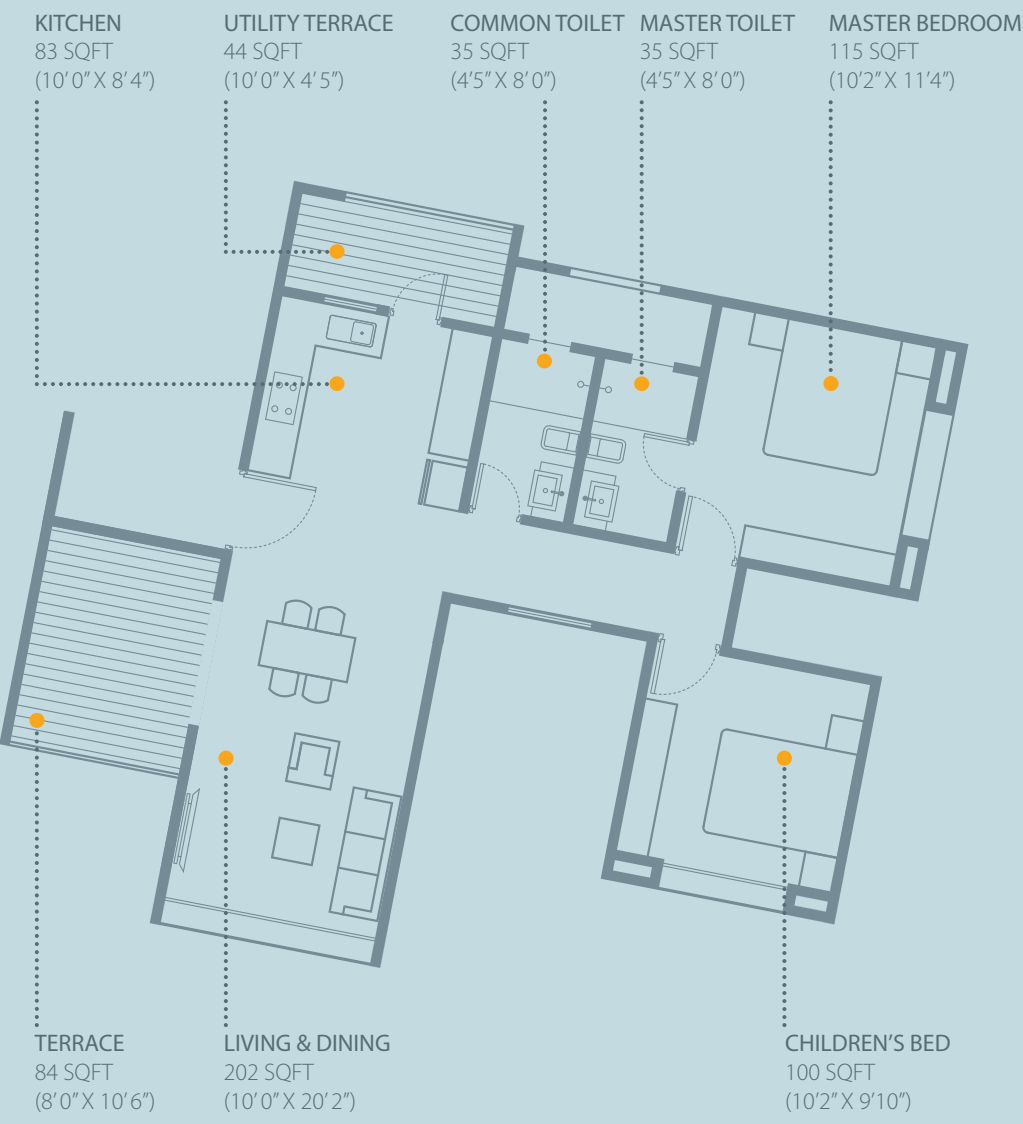 KITCHEN
83 SQFT
(10' 0" X 8' 4")
UTILITY TERRACE
44 SQFT
(10' 0" X 4'5")
COMMON TOILET
35 SQFT
(4'5" X 8' 0")
MASTER TOILET
35 SQFT
(4'5" X 8' 0")
MASTER BEDROOM
115 SQFT
(10'2" X 11'4")
TERRACE
84 SQFT
(8' 0" X 10' 6")
LIVING & DINING
202 SQFT
(10' 0" X 20' 2")
CHILDREN'S BED
100 SQFT
(10'2" X 9'10")